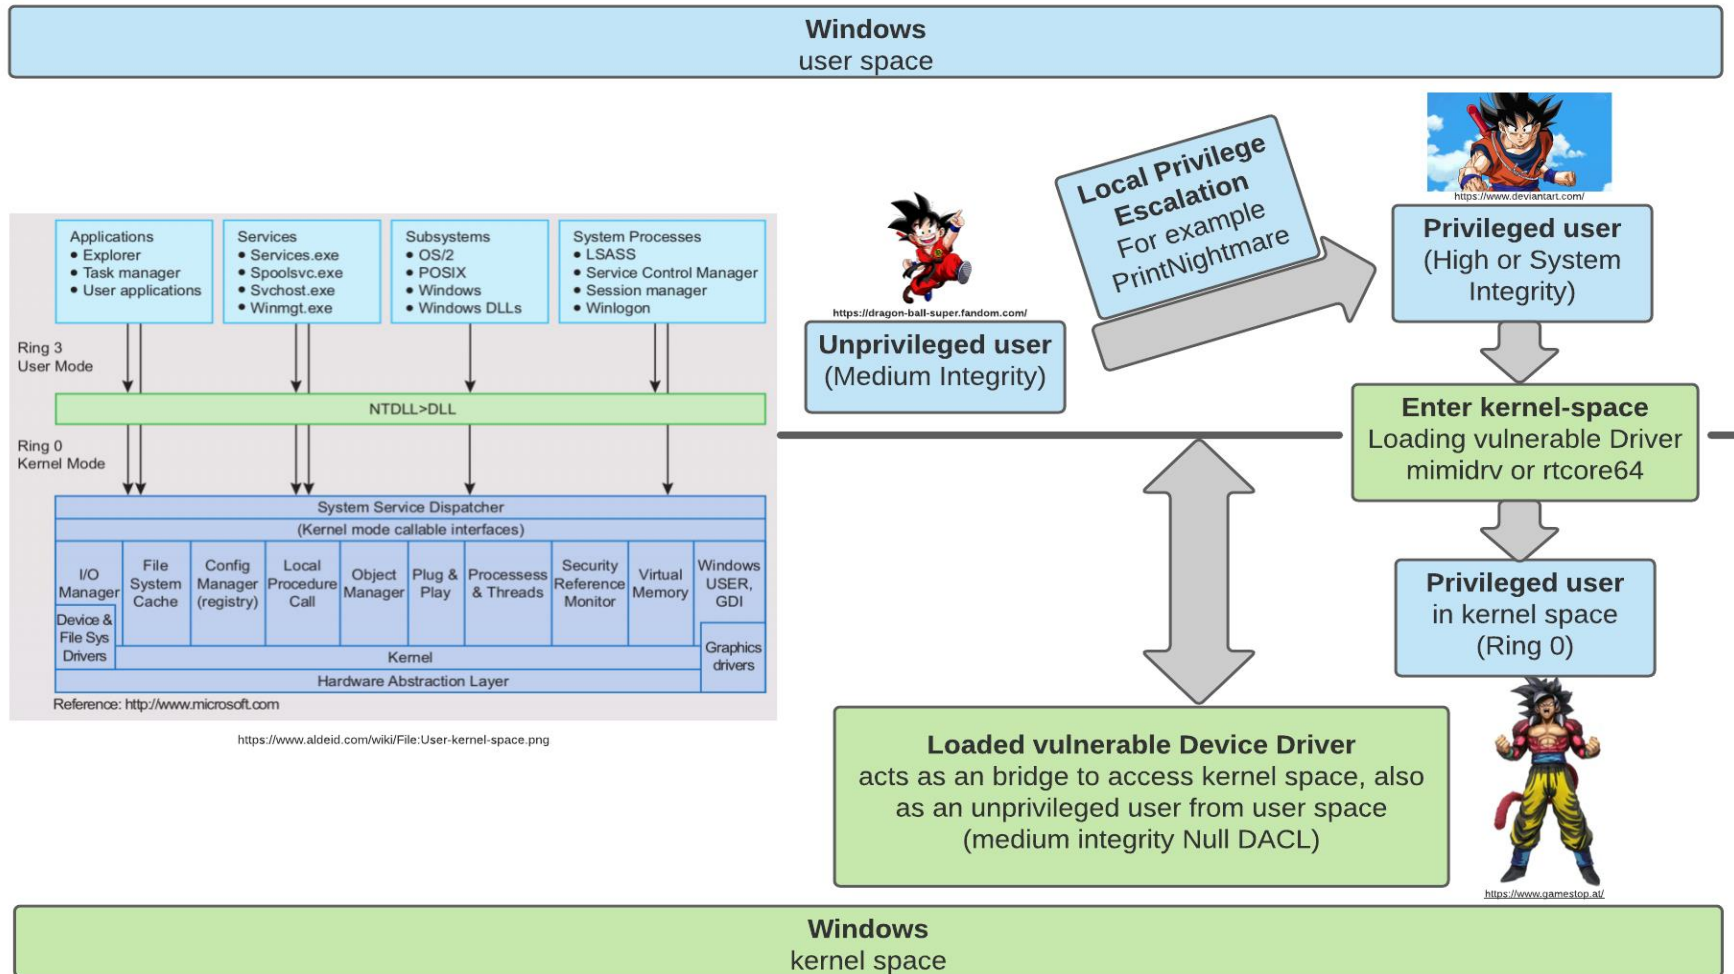 Windows
user space
Applications
• Explorer
• Task manager
• User applications
Services
• Services.exe
• Spoolsvc.exe
• Svchost.exe
• Winmgt.exe
Subsystems
• OS/2
• POSIX
• Windows
• Windows DLLs
System Processes
• LSASS
• Service Control Manager
• Session manager
• Winlogon
Ring 3
User Mode
NTDLL>DLL
Ring 0
Kernel Mode
System Service Dispatcher
(Kernel mode callable interfaces)
I/O
Manager
File
System
Cache
Config
Manager
(registry)
Local
Procedure
Call
Object
Manager
Plug &
Play
Processess
& Threads
Security
Reference
Monitor
Virtual
Memory
Windows
USER,
GDI
Device &
File Sys
Drivers
Graphics
drivers
Kernel
Hardware Abstraction Layer
Reference: http://www.microsoft.com
https://www.aldeid.com/wiki/File:User-kernel-space.png
https://dragon-ball-super.fandom.com/
Unprivileged user
(Medium Integrity)
Local Privilege
Escalation
For example
PrintNightmare
https://www.deviantart.com/
Privileged user
(High or System
Integrity)
Enter kernel-space
Loading vulnerable Driver
mimidrv or rtcore64
Privileged user
in kernel space
(Ring 0)
Loaded vulnerable Device Driver
acts as an bridge to access kernel space, also
as an unprivileged user from user space
(medium integrity Null DACL)
https://www.gamestop.at/
Windows
kernel space